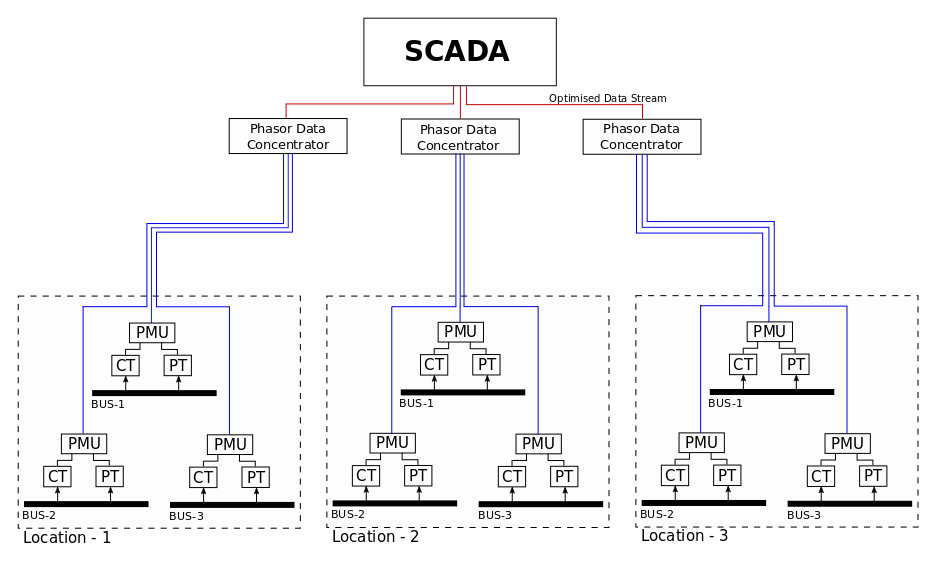 SCADA
Optimised Data Stream
Phasor Data
Concentrator
Phasor Data
Concentrator
Phasor Data
Concentrator
PMU
CT
PT
BUS-1
PMU
CT
PT
BUS-2
PMU
CT
PT
BUS-3
Location - 1
PMU
CT
PT
BUS-1
PMU
CT
PT
BUS-2
PMU
CT
PT
BUS-3
Location - 2
PMU
CT
PT
BUS-1
PMU
CT
PT
BUS-2
PMU
CT
PT
BUS-3
Location - 3